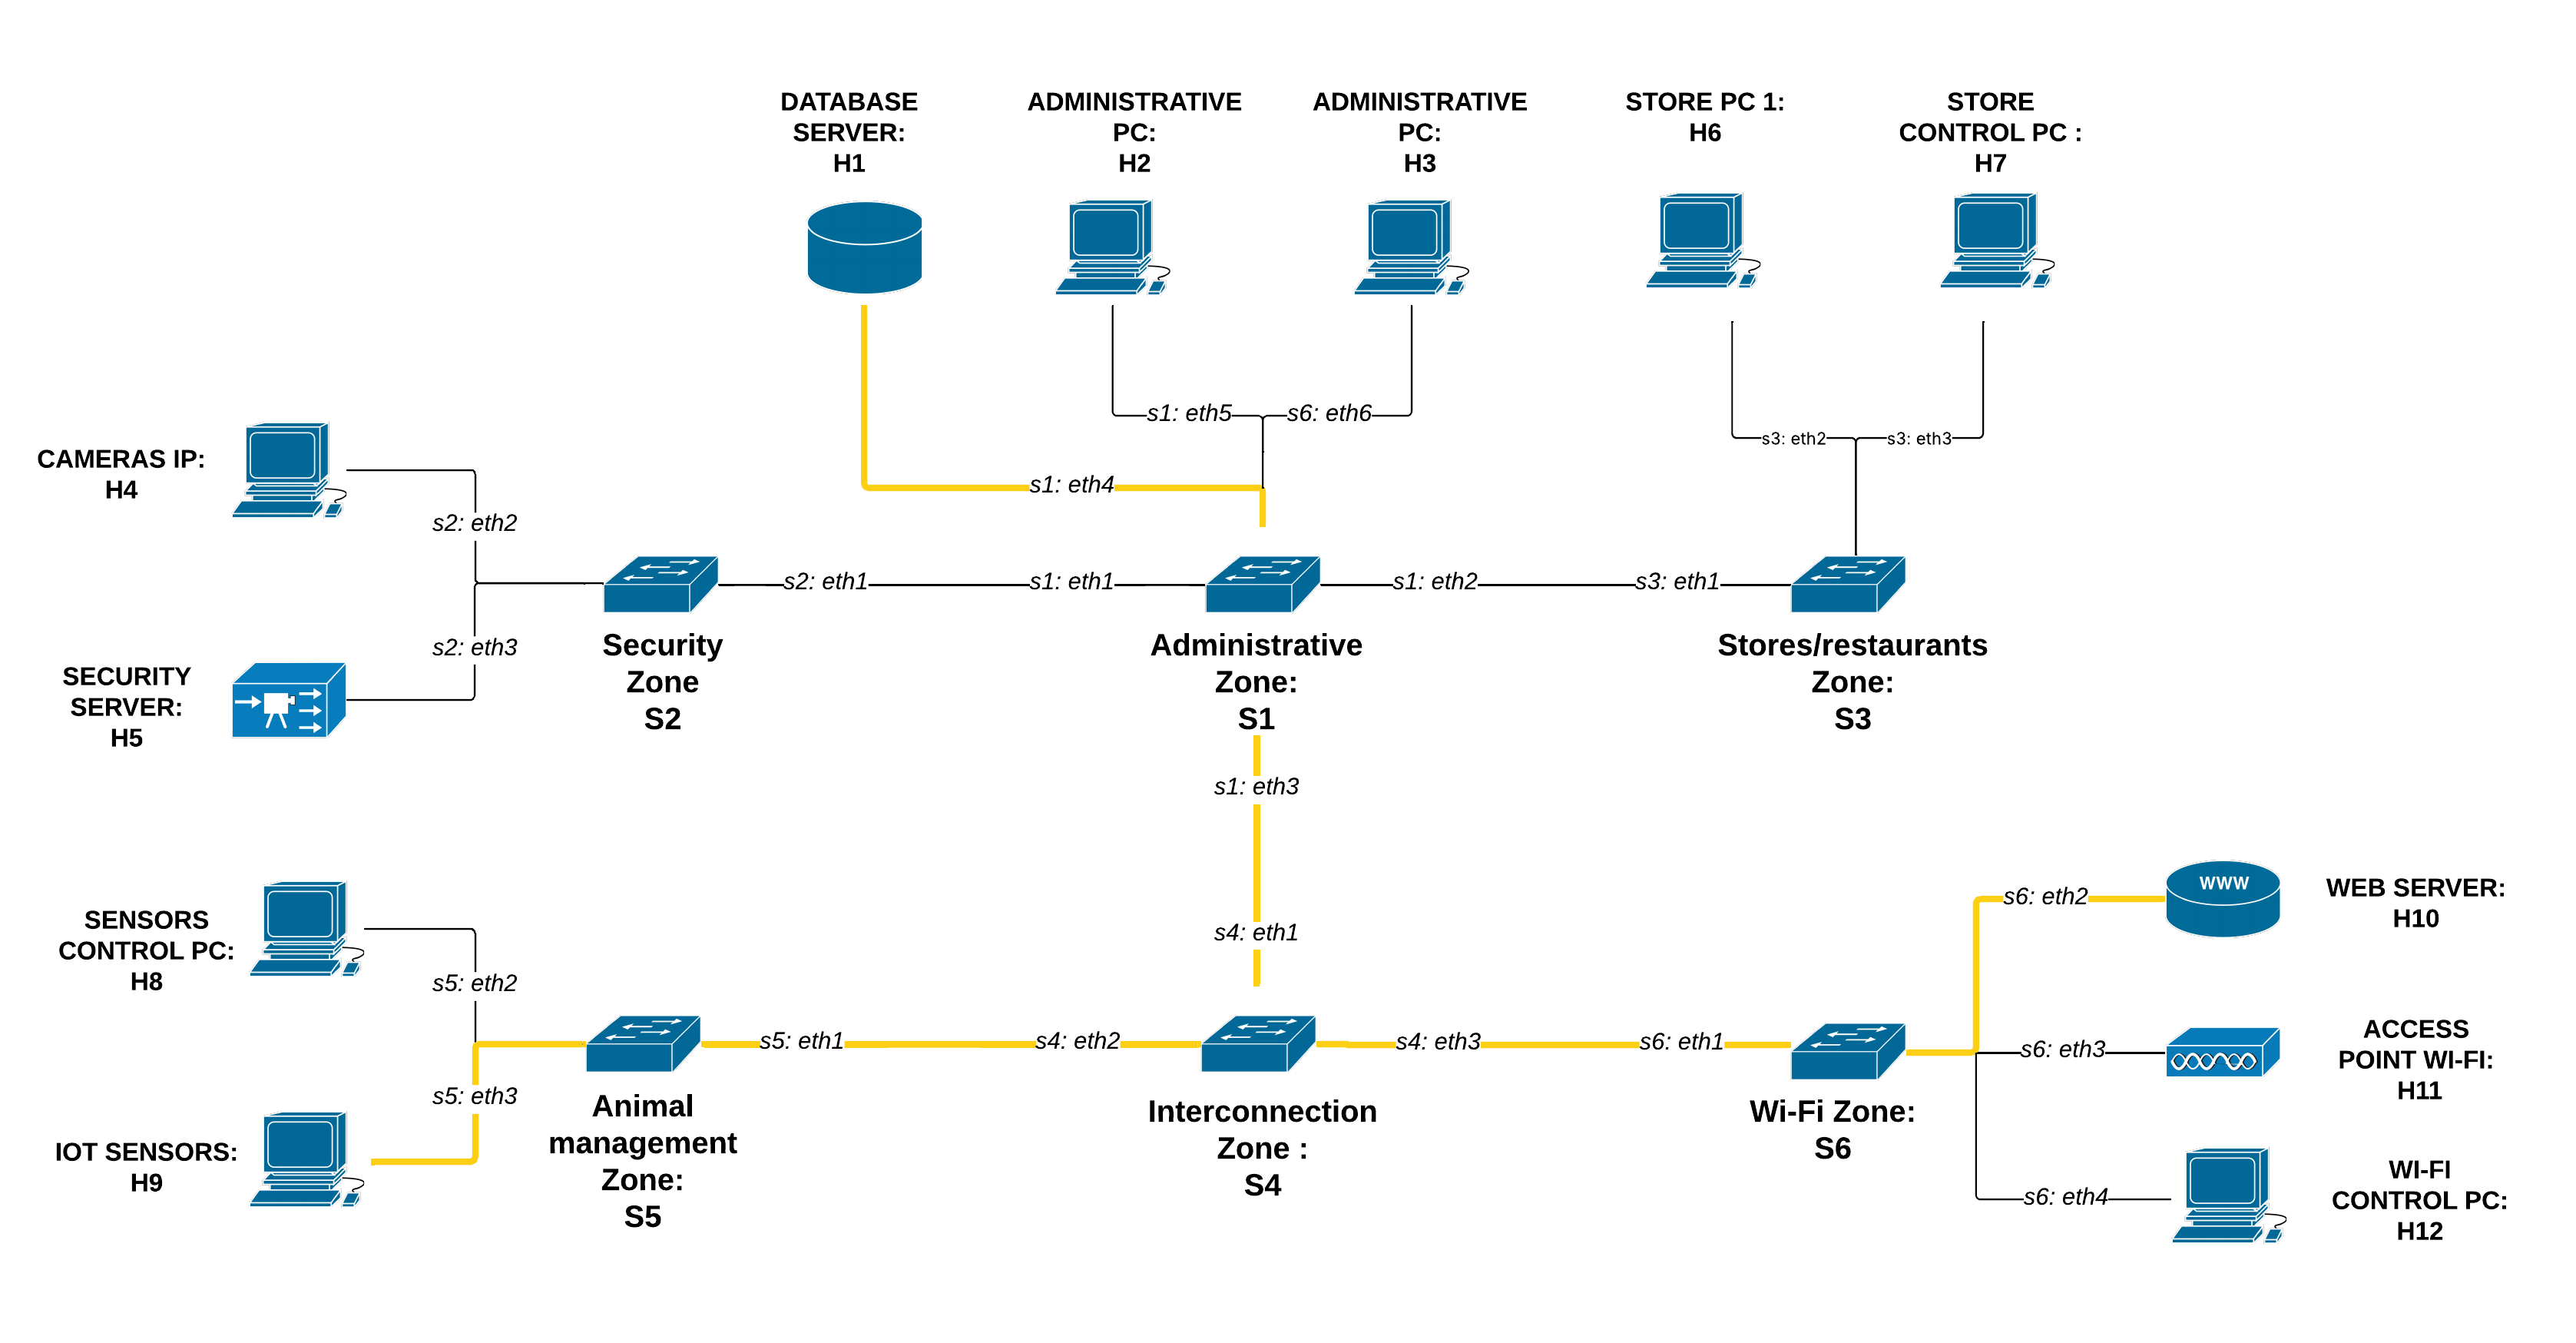 DATABASE
SERVER:
H1
ADMINISTRATIVE
PC:
H2
ADMINISTRATIVE
PC:
H3
STORE PC 1:
H6
STORE
CONTROL PC :
H7
s1: eth5
s6: eth6
s3: eth2
s3: eth3
CAMERAS IP:
H4
s2: eth2
s1: eth4
s2: eth1
s1: eth1
s1: eth2
s3: eth1
s2: eth3
SECURITY
SERVER:
H5
Security
Zone
S2
Administrative
Zone:
S1
Stores/restaurants
Zone:
S3
s1: eth3
s4: eth1
SENSORS
CONTROL PC:
H8
s5: eth2
s6: eth2
WWW
WEB SERVER:
H10
s5: eth1
s4: eth2
s4: eth3
s6: eth1
s6: eth3
ACCESS
POINT WI-FI:
H11
s5: eth3
IOT SENSORS:
H9
Animal
management
Zone:
S5
Interconnection
Zone :
S4
Wi-Fi Zone:
S6
s6: eth4
WI-FI
CONTROL PC:
H12